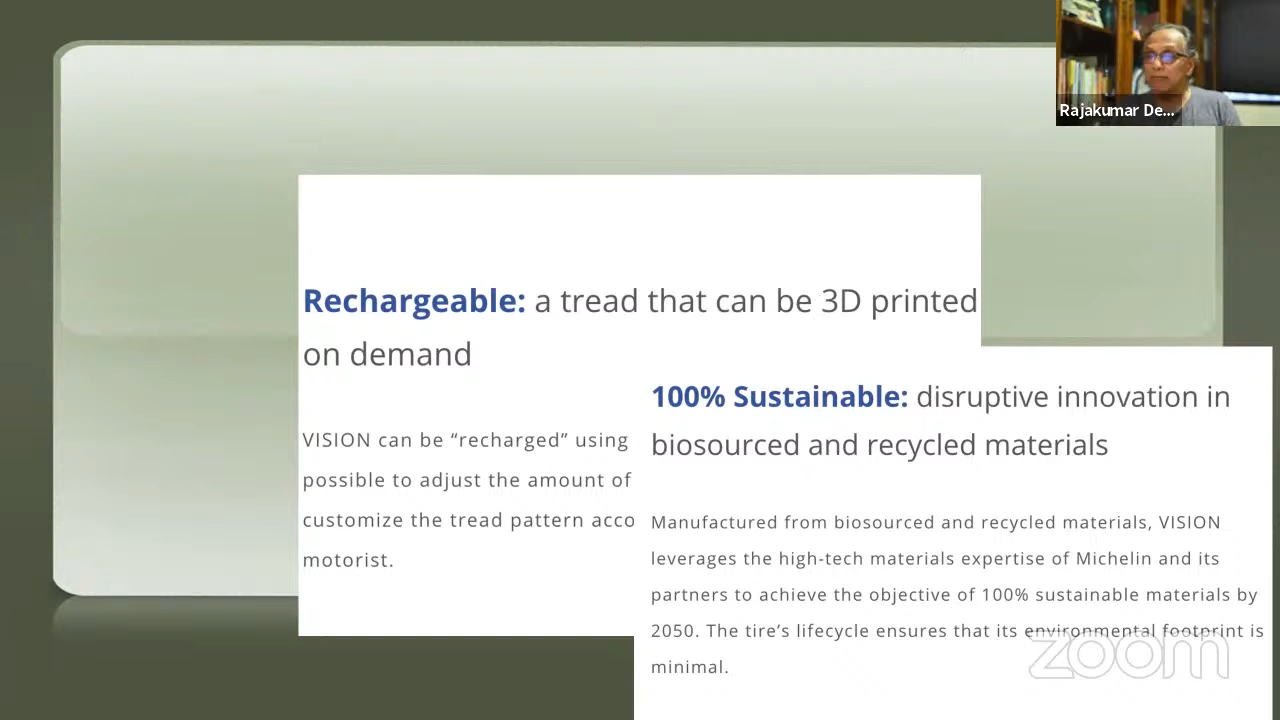 Rajakumar De...
Rechargeable: a tread that can be 3D printed
on demand
VISION can be “recharged” using
possible to adjust the amount of
customize the tread pattern acco
motorist.
100% Sustainable: disruptive innovation in
biosourced and recycled materials
Manufactured from biosourced and recycled materials, VISION
leverages the high-tech materials expertise of Michelin and its
partners to achieve the objective of 100% sustainable materials by
2050. The tire’s lifecycle ensures that its environmental footprint is
minimal.
zoom